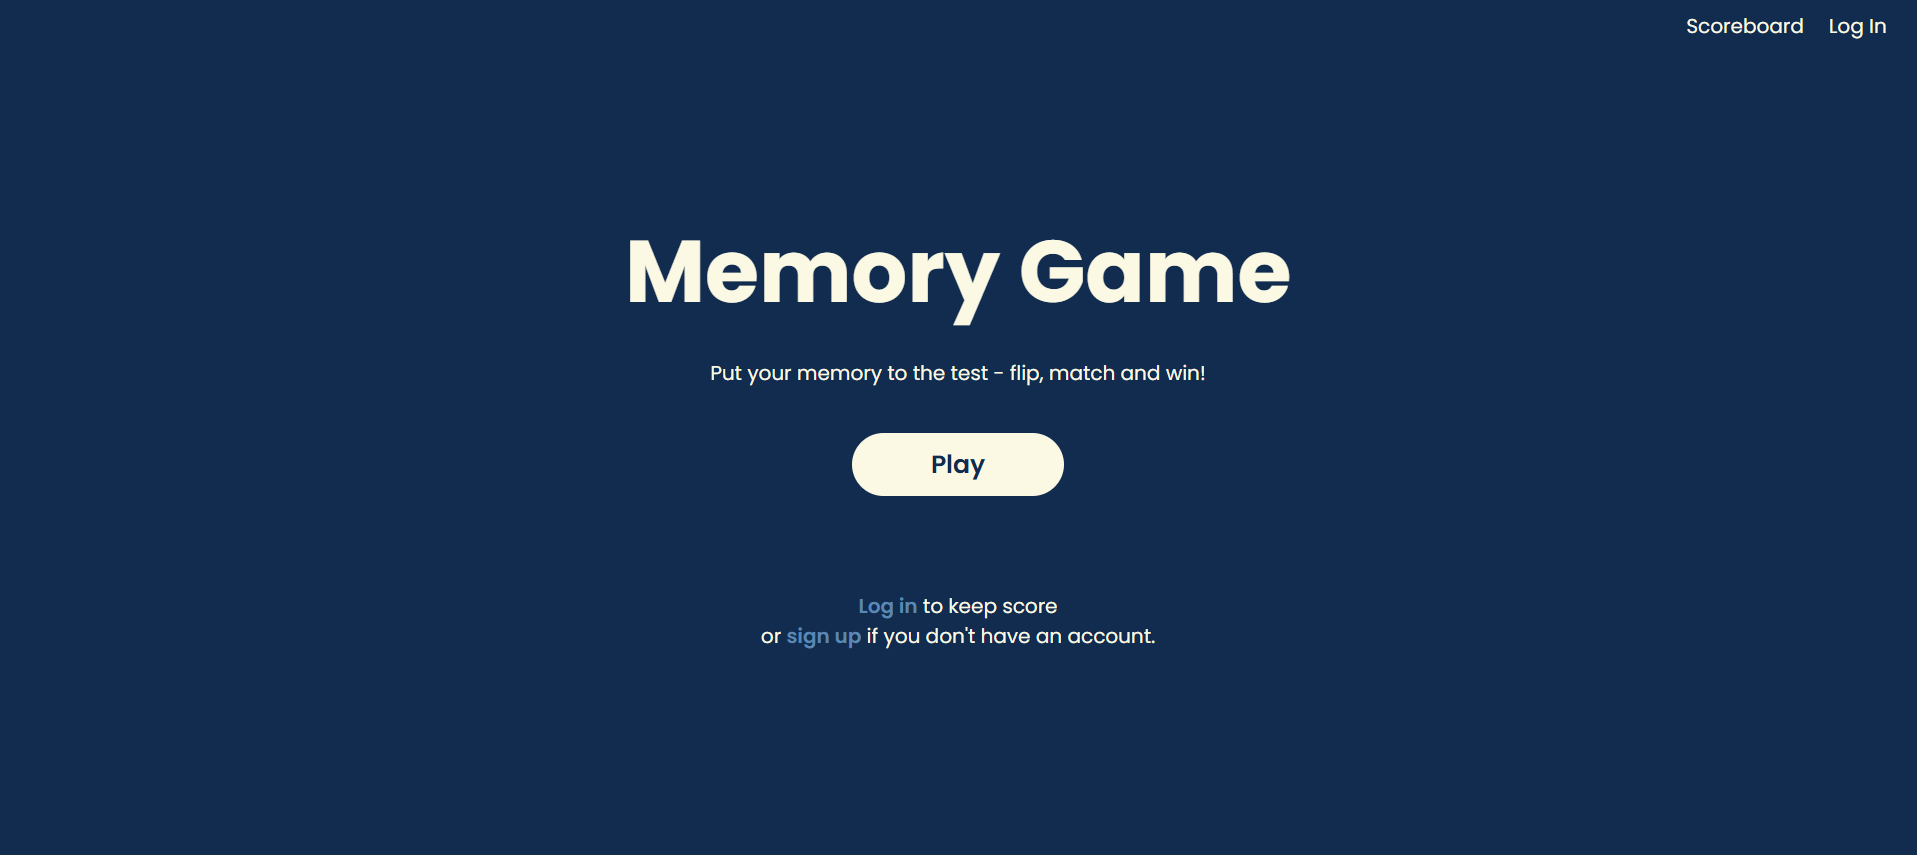 Scoreboard Log In
Memory Game
Put your memory to the test - flip, match and win!
Play
Log in to keep score
or sign up if you don't have an account.